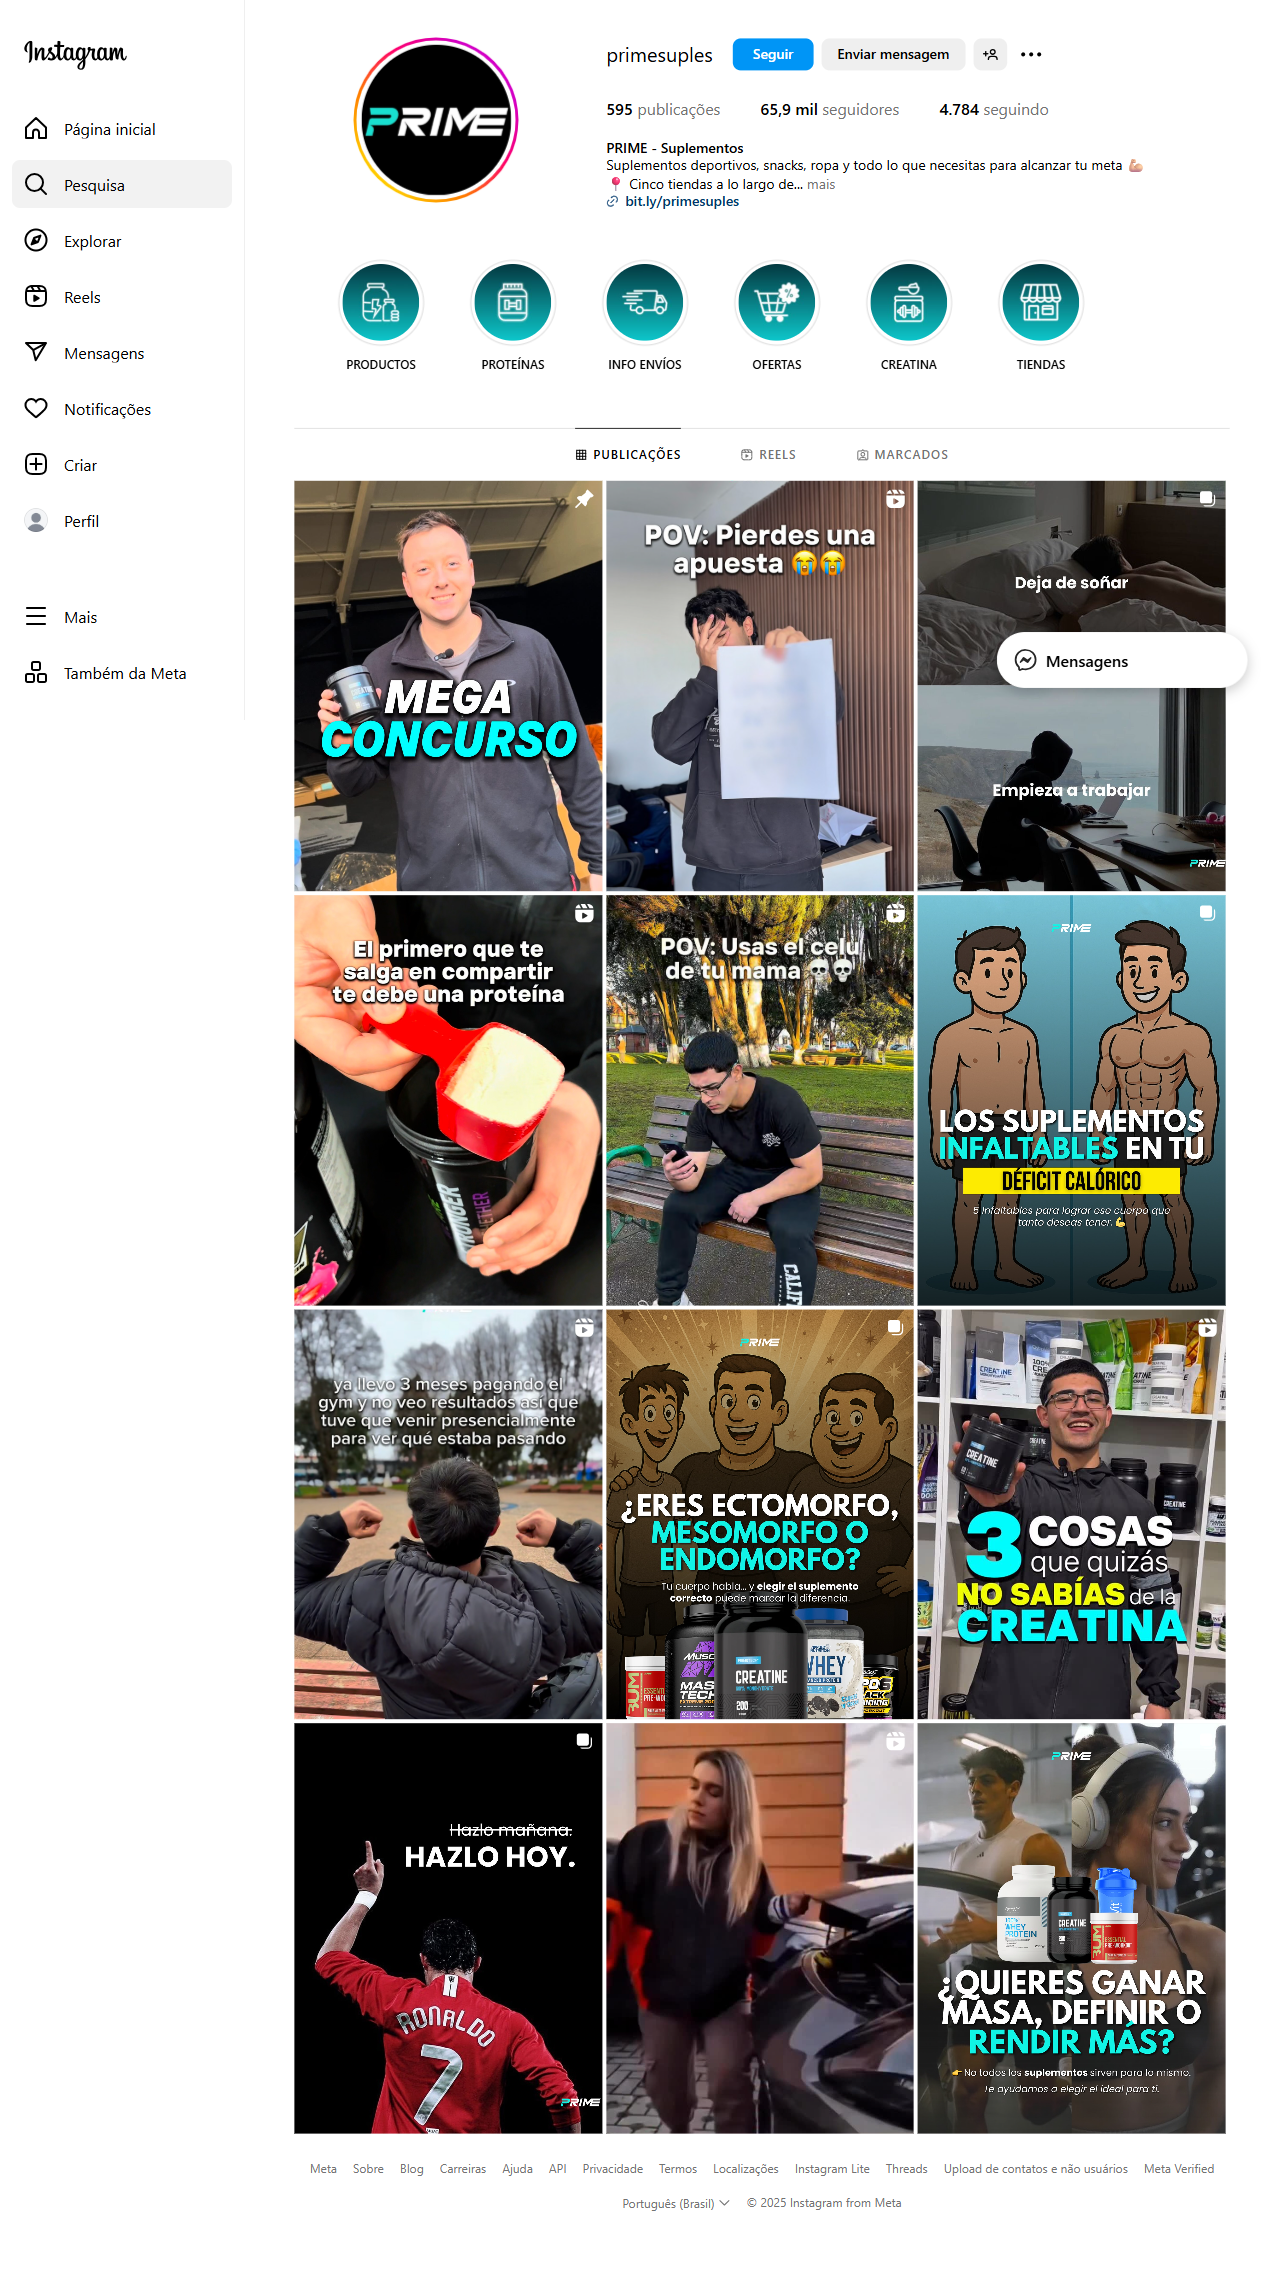 Instagram
Página inicial
Pesquisa
Explorar
Reels
Mensagens
Notificações
Criar
Perfil
Mais
Também da Meta
PRIME
primesuples
Seguir
Enviar mensagem
595 publicações
65,9 mil seguidores
4.784 seguindo
PRIME - Suplementos
Suplementos deportivos, snacks, ropa y todo lo que necesitas para alcanzar tu meta 💪🏼
📍 Cinco tiendas a lo largo de... mais
bit.ly/primesuples
PRODUCTOS
PROTEÍNAS
INFO ENVÍOS
OFERTAS
CREATINA
TIENDAS
PUBLICAÇÕES
REELS
MARCADOS
CREATINE
MEGA
CONCURSO
POV: Pierdes una
apuesta 😭😭
Deja de soñar
Mensagens
Empieza a trabajar
PRIME
El primero que te
salga en compartir
te debe una proteína
POV: Usas el celu
de tu mama 💀💀
PRIME
LOS SUPLEMENTOS
INFALTABLES EN TU
DÉFICIT CALÓRICO
5 Infaltables para lograr ese cuerpo que
tanto deseas tener. 💪
ya llevo 3 meses pagando el
gym y no veo resultados así que
tuve que venir presencialmente
para ver qué estaba pasando
PRIME
¿ERES ECTOMORFO,
MESOMORFO O
ENDOMORFO?
Tu cuerpo habla... y elegir el suplemento
correcto puede marcar la diferencia.
CREATINE
200
WHEY
CREATINE
3 COSAS
que quizás
NO SABÍAS de la
CREATINA
Hazlo mañana.
HAZLO HOY.
RONALDO
7
PRIME
PRIME
WHEY
PROTEIN
CREATINE
¿QUIERES GANAR
MASA, DEFINIR O
RENDIR MÁS?
👉 No todos los suplementos sirven para lo mismo.
Te ayudamos a elegir el ideal para ti.
Meta
Sobre
Blog
Carreiras
Ajuda
API
Privacidade
Termos
Localizações
Instagram Lite
Threads
Upload de contatos e não usuários
Meta Verified
Português (Brasil)
© 2025 Instagram from Meta